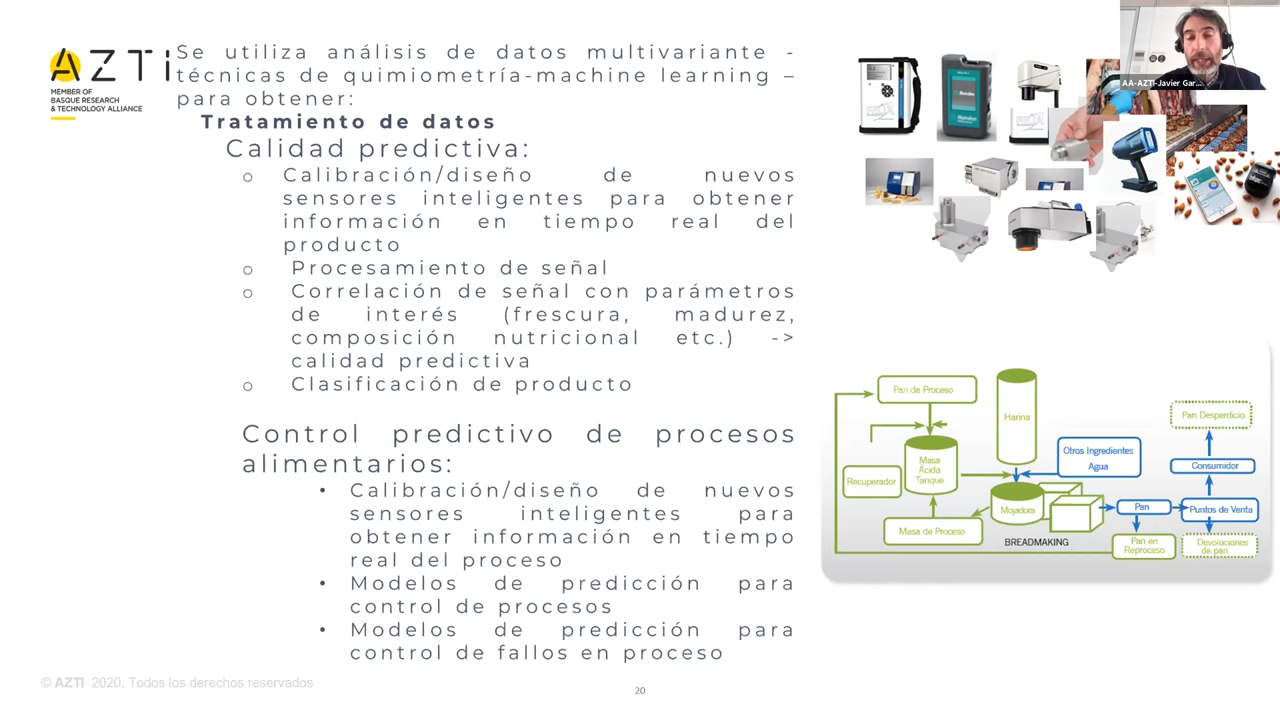 AZTi
MEMBER OF
BASQUE RESEARCH
& TECHNOLOGY ALLIANCE
Se utiliza análisis de datos multivariante -
técnicas de quimiometría-machine learning –
para obtener:
Tratamiento de datos
Calidad predictiva:
o Calibración/diseño de nuevos
sensores inteligentes para obtener
información en tiempo real del
producto
o Procesamiento de señal
o Correlación de señal con parámetros
de interés (frescura, madurez,
composición nutricional etc.) ->
calidad predictiva
o Clasificación de producto
Control predictivo de procesos
alimentarios:
• Calibración/diseño de nuevos
sensores inteligentes para
obtener información en tiempo
real del proceso
• Modelos de predicción para
control de procesos
• Modelos de predicción para
control de fallos en proceso
AA-AZTI-Javier Gar...
Pan de Proceso
Harina
Pan Desperdicio
Masa
Ácida
Tanque
Otros Ingredientes
Agua
Consumidor
Recuperador
Mojadora
Pan
Puntos de Venta
Masa de Proceso
BREADMAKING
Pan en
Reproceso
Devoluciones
de pan
© AZTI 2020. Todos los derechos reservados
20